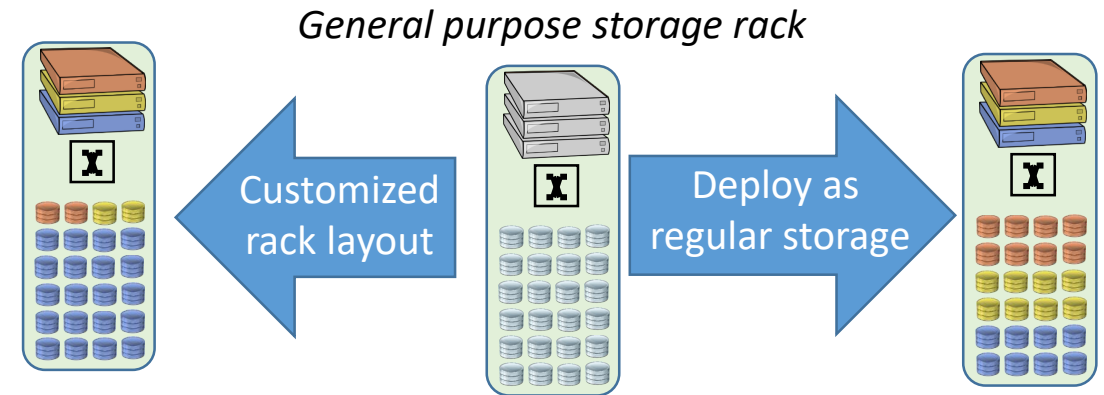 General purpose storage rack
Customized
rack layout
Deploy as
regular storage